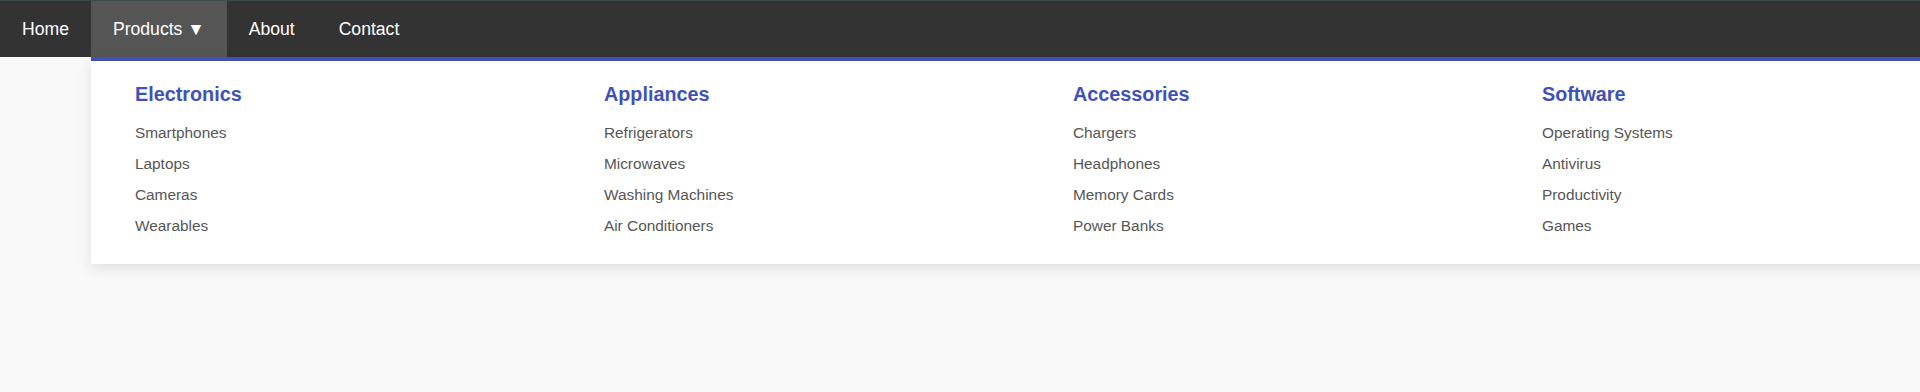 Home
Products ▼
About
Contact
Electronics
Smartphones
Laptops
Cameras
Wearables
Appliances
Refrigerators
Microwaves
Washing Machines
Air Conditioners
Accessories
Chargers
Headphones
Memory Cards
Power Banks
Software
Operating Systems
Antivirus
Productivity
Games